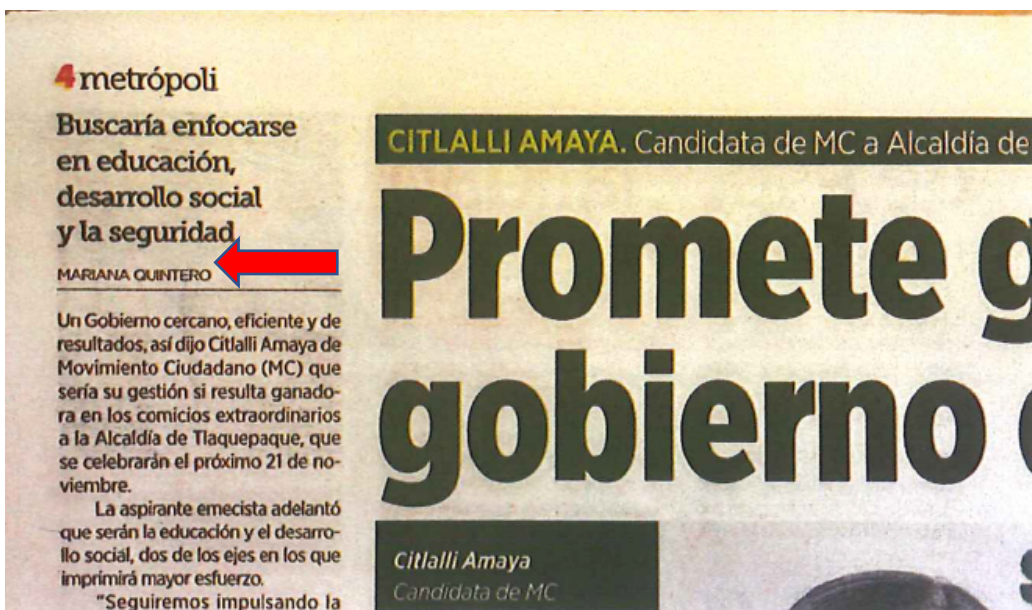 4 metrópoli
Buscaría enfocarse
en educación,
desarrollo social
y la seguridad
MARIANA QUINTERO
Un Gobierno cercano, eficiente y de
resultados, así dijo Citlalli Amaya de
Movimiento Ciudadano (MC) que
sería su gestión si resulta ganado-
ra en los comicios extraordinarios
a la Alcaldía de Tlaquepaque, que
se celebrarán el próximo 21 de no-
viembre.
La aspirante emecista adelantó
que serán la educación y el desarro-
llo social, dos de los ejes en los que
imprimirá mayor esfuerzo.
"Seguiremos impulsando la
CITLALLI AMAYA. Candidata de MC a Alcaldía de
Promete
gobierno
Citlalli Amaya
Candidata de MC